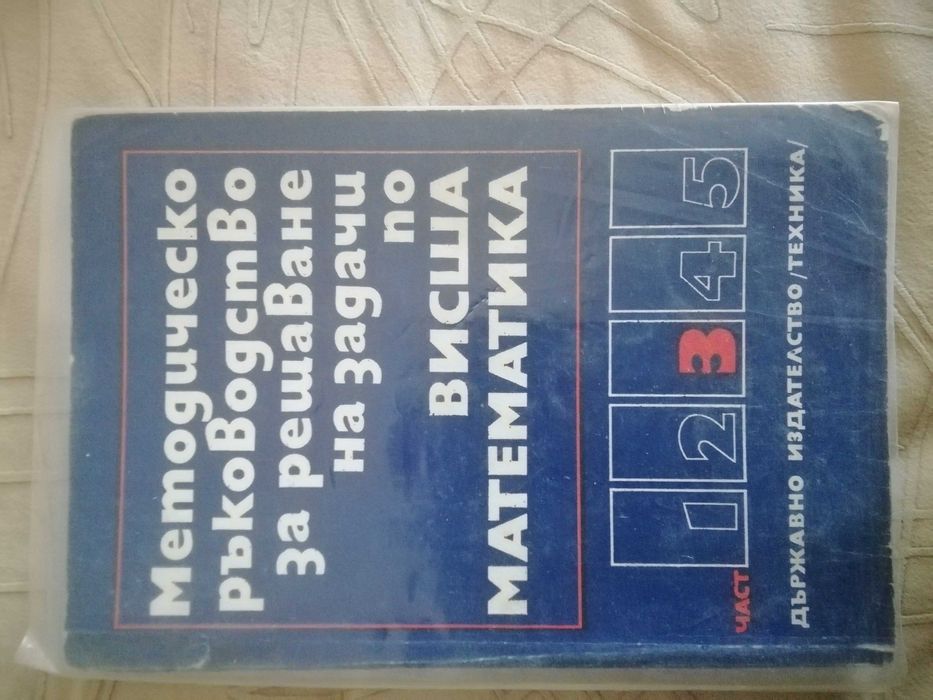 Методическо
ръководство
за решаване
на задачи
по
ВИСША
МАТЕМАТИКА
ЧАСТ
1 2 3 4 5
ДЪРЖАВНО ИЗДАТЕЛСТВО/ТЕХНИКА/